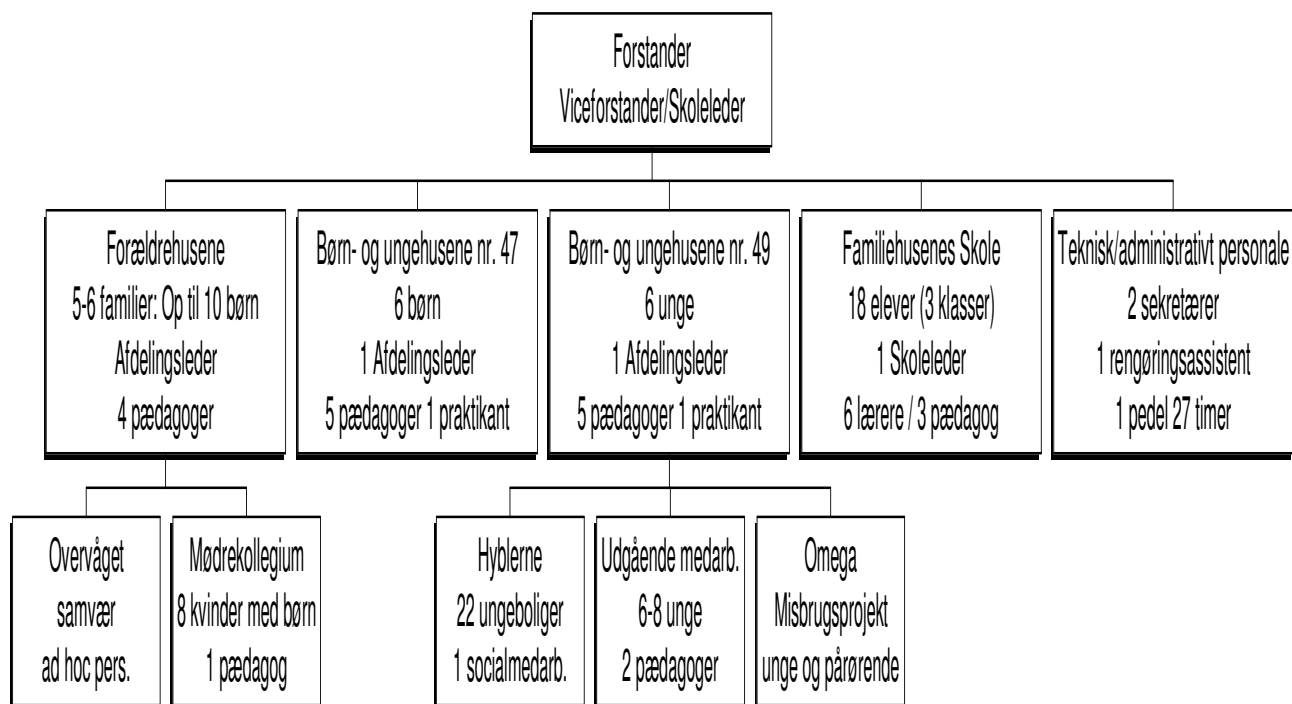 Forstander
Viceforstander/Skoleleder
Forældrehusene
5-6 familier: Op til 10 børn
Afdelingsleder
4 pædagoger
Børn- og ungehusene nr. 47
6 børn
1 Afdelingsleder
5 pædagoger 1 praktikant
Børn- og ungehusene nr. 49
6 unge
1 Afdelingsleder
5 pædagoger 1 praktikant
Familiehusenes Skole
18 elever (3 klasser)
1 Skoleleder
6 lærere / 3 pædagog
Teknisk/administrativt personale
2 sekretærer
1 rengøringsassistent
1 pedel 27 timer
Overvåget
samvær
ad hoc pers.
Mødrekollegium
8 kvinder med børn
1 pædagog
Hyblerne
22 ungeboliger
1 socialmedarb.
Udgående medarb.
6-8 unge
2 pædagoger
Omega
Misbrugsprojekt
unge og pårørende